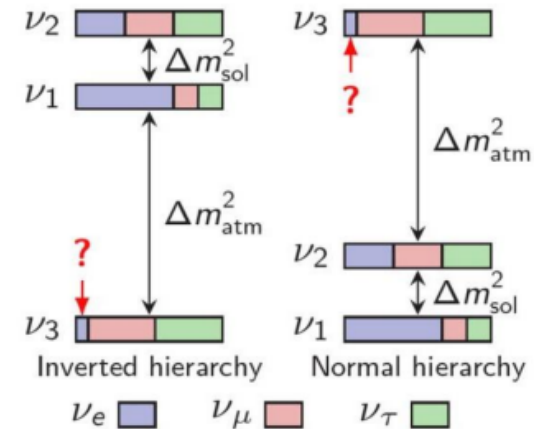 ν₂
Δm²sol
ν₁
Δm²atm
?
ν₃
Inverted hierarchy
ν₃
?
Δm²atm
ν₂
Δm²sol
ν₁
Normal hierarchy
νₑ νμ ντ